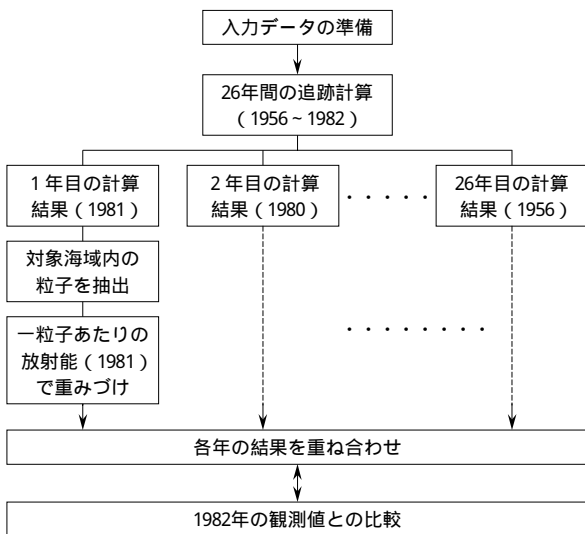 入力データの準備
26年間の追跡計算
（1956～1982）
1年目の計算
結果（1981）
2年目の計算
結果（1980）
・・・・・
26年目の計算
結果（1956）
対象海域内の
粒子を抽出
一粒子あたりの
放射能（1981）
で重みづけ
・・・・・・・・
各年の結果を重ね合わせ
1982年の観測値との比較